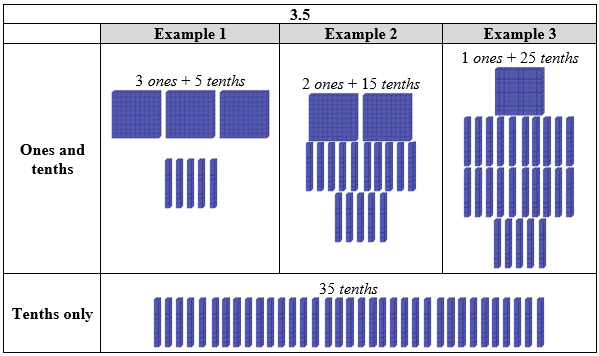 3.5
Example 1
Example 2
Example 3
Ones and
tenths
3 ones + 5 tenths
2 ones + 15 tenths
1 ones + 25 tenths
Tenths only
35 tenths